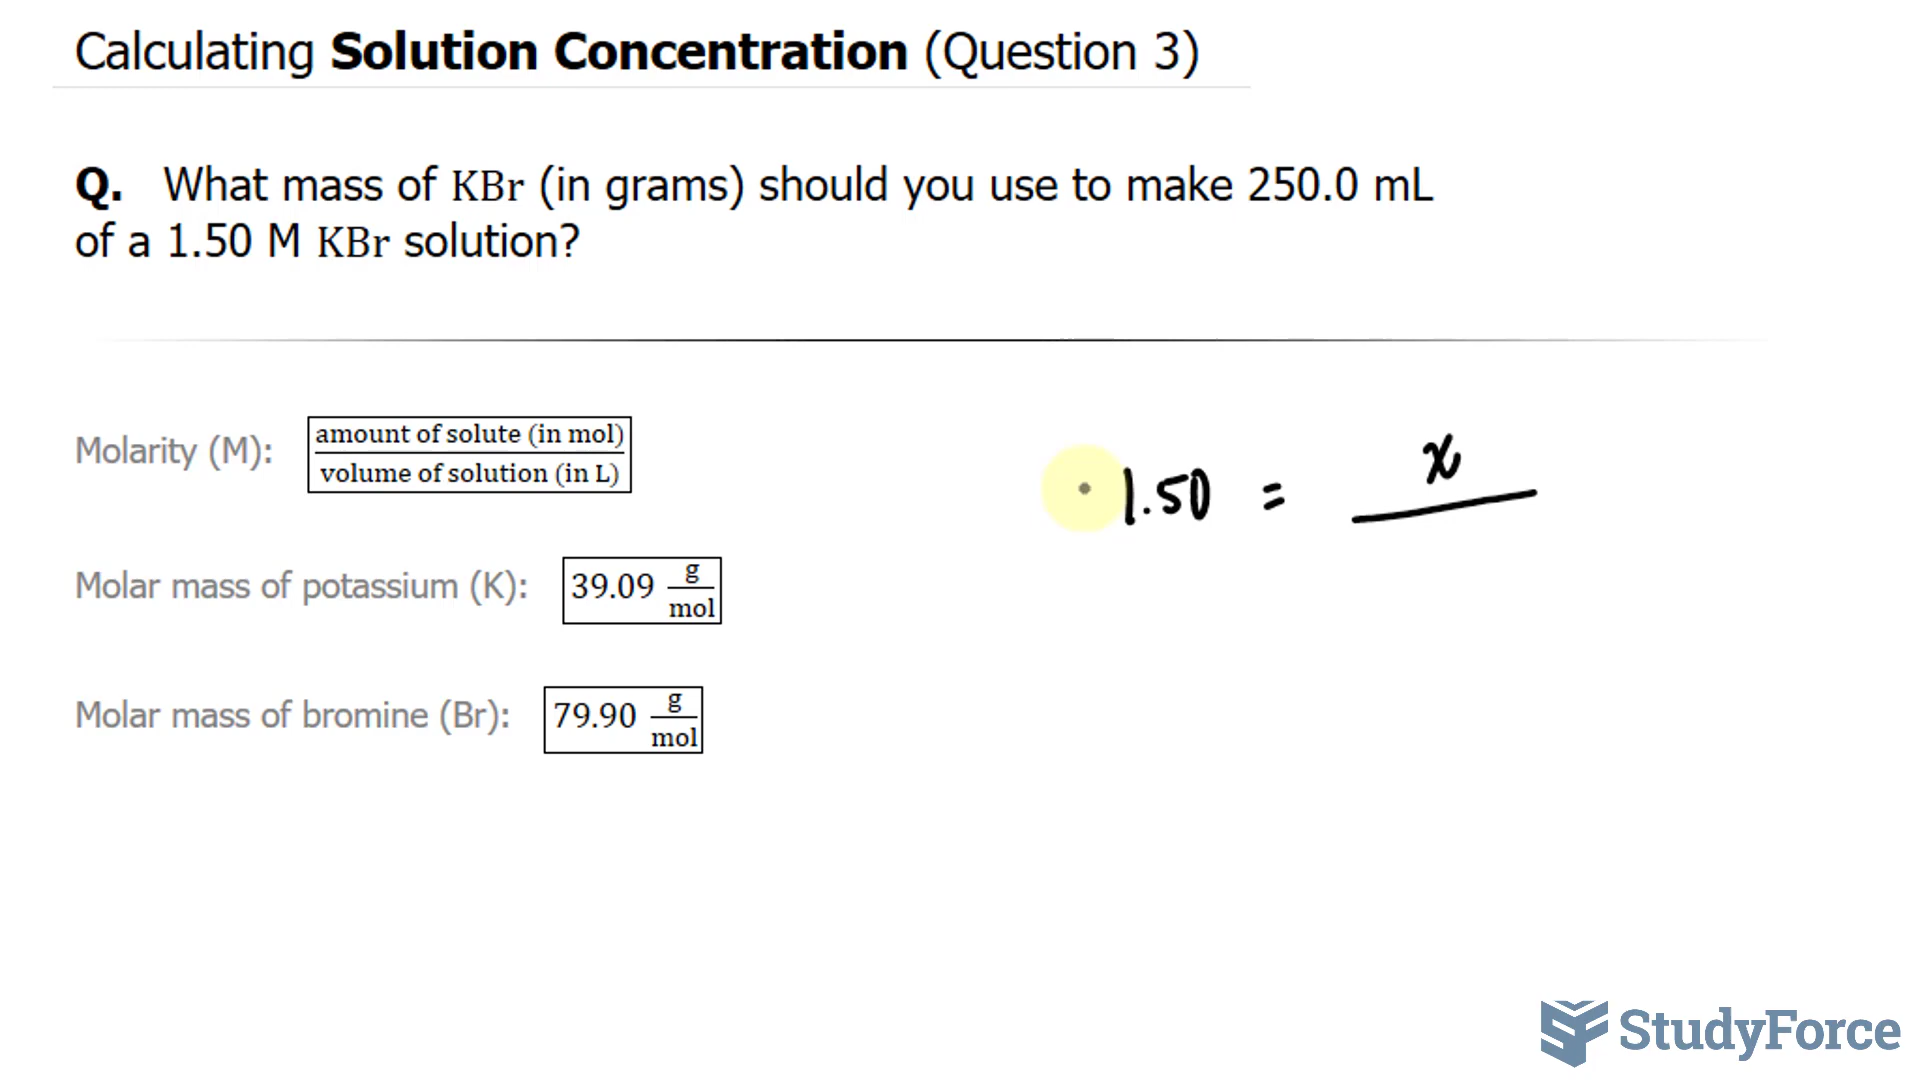 Calculating Solution Concentration (Question 3)
Q. What mass of KBr (in grams) should you use to make 250.0 mL
of a 1.50 M KBr solution?
Molarity (M): amount of solute (in mol)
volume of solution (in L)
1.50 = x
Molar mass of potassium (K): 39.09 g
mol
Molar mass of bromine (Br): 79.90 g
mol
StudyForce